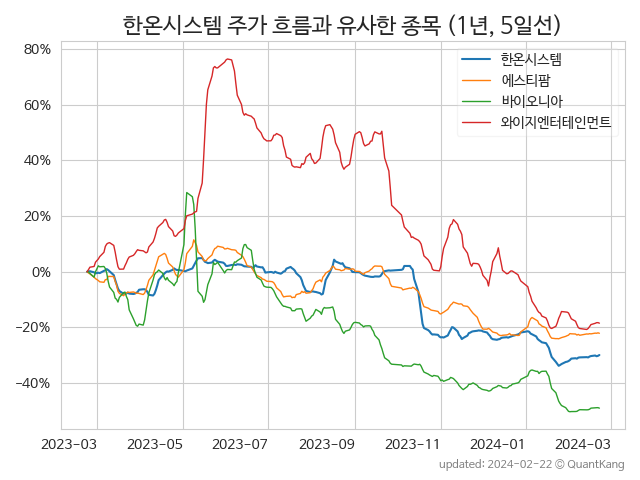 한온시스템 주가 흐름과 유사한 종목 (1년, 5일선)
한온시스템
에스티팜
바이오니아
와이지엔터테인먼트
80%
60%
40%
20%
0%
−20%
−40%
2023-03
2023-05
2023-07
2023-09
2023-11
2024-01
2024-03
updated: 2024-02-22 © QuantKang